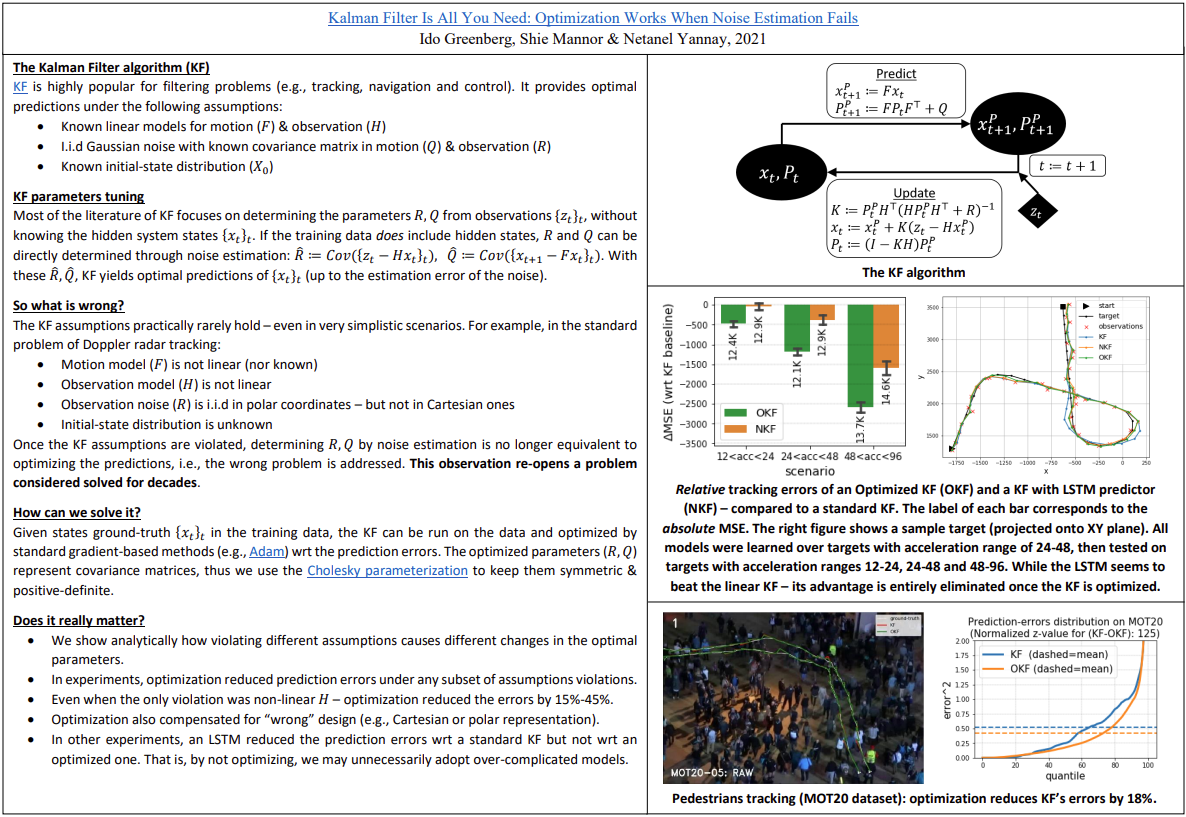 Kalman Filter Is All You Need: Optimization Works When Noise Estimation Fails
Ido Greenberg, Shie Mannor & Netanel Yannay, 2021
The Kalman Filter algorithm (KF)
KF is highly popular for filtering problems (e.g., tracking, navigation and control). It provides optimal
predictions under the following assumptions:
• Known linear models for motion (F) & observation (H)
• I.i.d Gaussian noise with known covariance matrix in motion (Q) & observation (R)
• Known initial-state distribution (X₀)
KF parameters tuning
Most of the literature of KF focuses on determining the parameters R, Q from observations {z_t}_t, without
knowing the hidden system states {x_t}_t. If the training data does include hidden states, R and Q can be
directly determined through noise estimation: R̂ ≔ Cov({z_t − Hx_t}_t), Q̂ ≔ Cov({x_{t+1} − Fx_t}_t). With
these R̂, Q̂, KF yields optimal predictions of {x_t}_t (up to the estimation error of the noise).
So what is wrong?
The KF assumptions practically rarely hold – even in very simplistic scenarios. For example, in the standard
problem of Doppler radar tracking:
• Motion model (F) is not linear (nor known)
• Observation model (H) is not linear
• Observation noise (R) is i.i.d in polar coordinates – but not in Cartesian ones
• Initial-state distribution is unknown
Once the KF assumptions are violated, determining R, Q by noise estimation is no longer equivalent to
optimizing the predictions, i.e., the wrong problem is addressed. This observation re-opens a problem
considered solved for decades.
How can we solve it?
Given states ground-truth {x_t}_t in the training data, the KF can be run on the data and optimized by
standard gradient-based methods (e.g., Adam) wrt the prediction errors. The optimized parameters (R, Q)
represent covariance matrices, thus we use the Cholesky parameterization to keep them symmetric &
positive-definite.
Does it really matter?
• We show analytically how violating different assumptions causes different changes in the optimal
parameters.
• In experiments, optimization reduced prediction errors under any subset of assumptions violations.
• Even when the only violation was non-linear H – optimization reduced the errors by 15%-45%.
• Optimization also compensated for “wrong” design (e.g., Cartesian or polar representation).
• In other experiments, an LSTM reduced the prediction errors wrt a standard KF but not wrt an
optimized one. That is, by not optimizing, we may unnecessarily adopt over-complicated models.
Predict
x^P_{t+1} ≔ Fx_t
P^P_{t+1} ≔ FP_tF^⊤ + Q
x^P_{t+1}, P^P_{t+1}
x_t, P_t
t ≔ t + 1
z_t
Update
K ≔ P^P_t H^⊤(HP^P_t H^⊤ + R)^{−1}
x_t ≔ x^P_t + K(z_t − Hx^P_t)
P_t ≔ (I − KH)P^P_t
The KF algorithm
ΔMSE (wrt KF baseline)
0
−500
−1000
−1500
−2000
−2500
−3000
−3500
12.4K
12.9K
12.1K
12.9K
13.7K
14.6K
OKF
NKF
12<acc<24
24<acc<48
48<acc<96
scenario
start
target
observations
KF
NKF
OKF
y
3500
3000
2500
2000
1500
−1750
−1500
−1250
−1000
−750
−500
−250
0
250
x
Relative tracking errors of an Optimized KF (OKF) and a KF with LSTM predictor
(NKF) – compared to a standard KF. The label of each bar corresponds to the
absolute MSE. The right figure shows a sample target (projected onto XY plane). All
models were learned over targets with acceleration range of 24-48, then tested on
targets with acceleration ranges 12-24, 24-48 and 48-96. While the LSTM seems to
beat the linear KF – its advantage is entirely eliminated once the KF is optimized.
1
ground-truth
KF
OKF
MOT20-05: RAW
Prediction-errors distribution on MOT20
(Normalized z-value for (KF-OKF): 125)
KF (dashed=mean)
OKF (dashed=mean)
error^2
2.00
1.75
1.50
1.25
1.00
0.75
0.50
0.25
0.00
0
20
40
60
80
100
quantile
Pedestrians tracking (MOT20 dataset): optimization reduces KF’s errors by 18%.